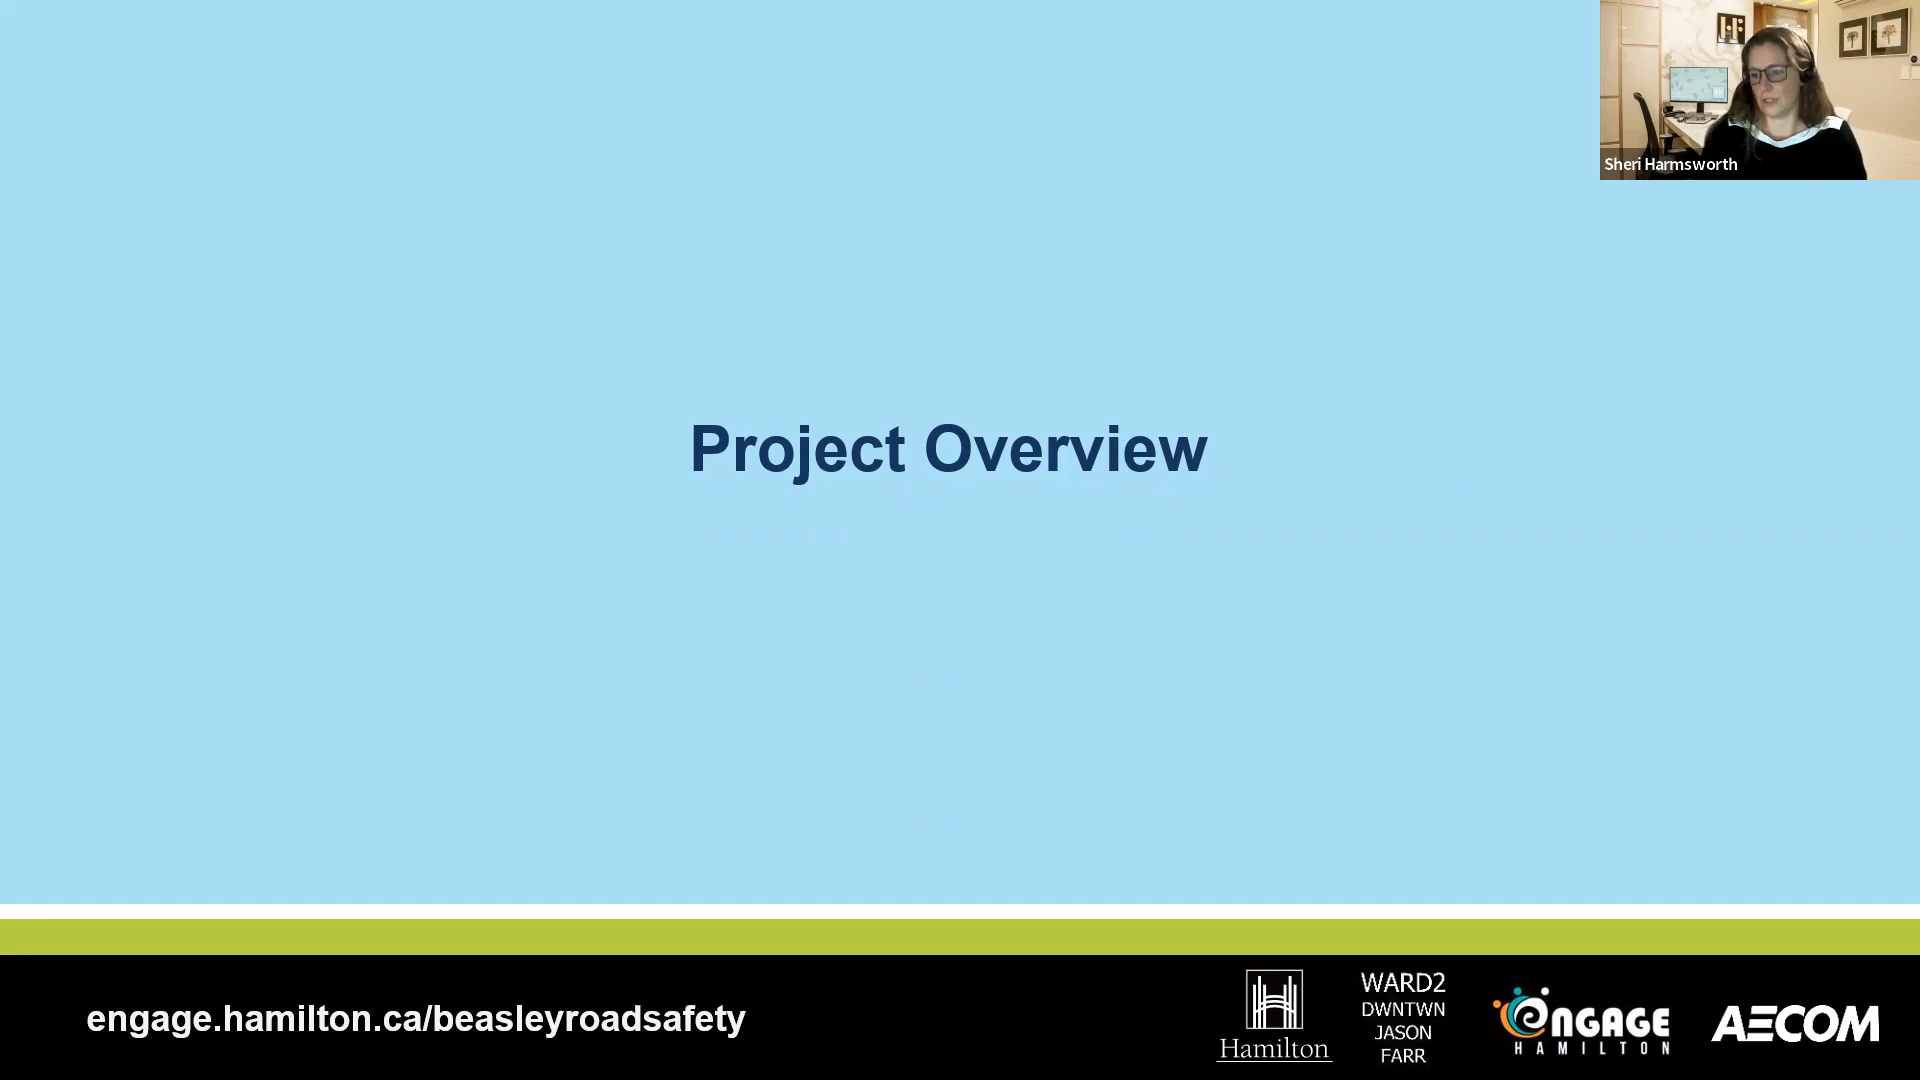 Sheri Harmsworth
Project Overview
engage.hamilton.ca/beasleyroadsafety
Hamilton
WARD2
DWNTWN
JASON
FARR
eNGAGE
HAMILTON
AECOM